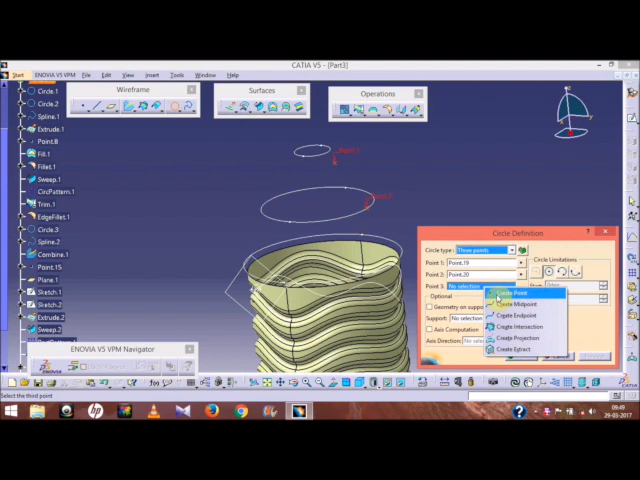 CATIA V5 - [Part3]
Start ENOVIA V5 VPM File Edit View Insert Tools Window Help
Wireframe
Surfaces
Operations
Circle.1
Circle.2
Spline.1
Extrude.1
Point.8
Fill.1
Fillet.1
Sweep.1
CircPattern.1
Trim.1
EdgeFillet.1
Circle.3
Spline.2
Combine.1
Point.15
Plane.1
Sketch.1
Sketch.2
Extrude.2
Sweep.2
Circle Definition
Circle type: Three points
Circle Limitations
Point 1: Point.19
Point 2: Point.20
Point 3: No selection
Optional
Geometry on support
Support: No selection
Axis Computation
Axis Direction:
Create Point
Create Midpoint
Create Endpoint
Create Intersection
Create Projection
Create Extract
ENOVIA V5 VPM Navigator
Select the third point
09:49
29-03-2017